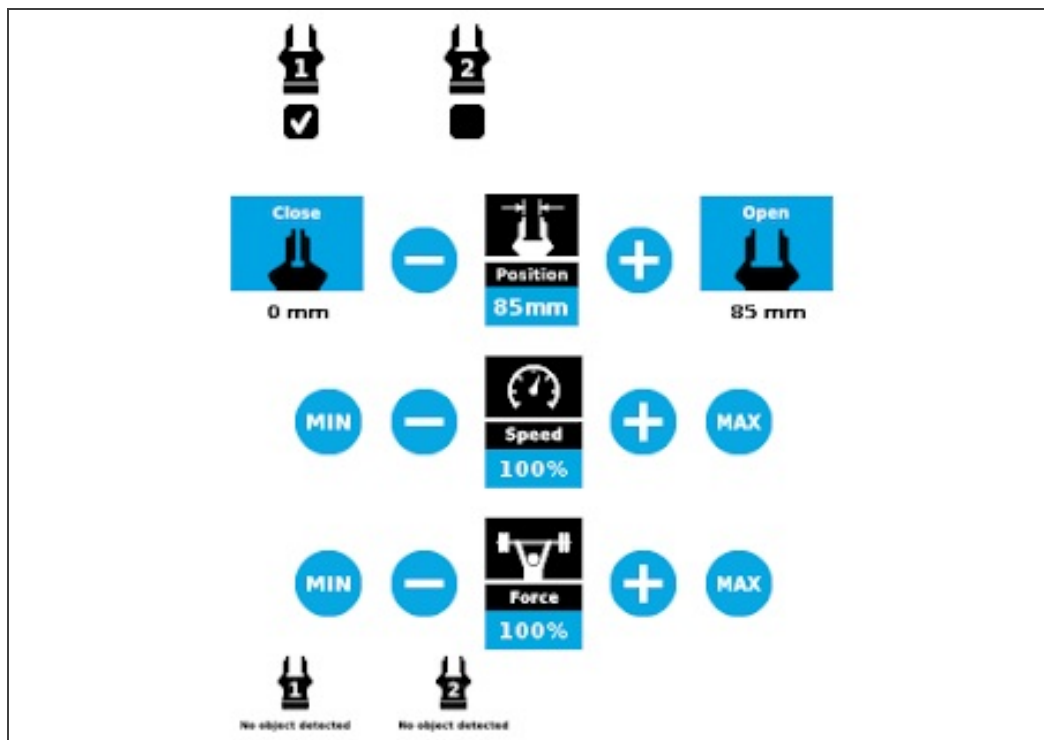 1 2
Close Position Open
0 mm 85mm 85 mm
MIN Speed MAX
100%
MIN Force MAX
100%
1 2
No object detected No object detected